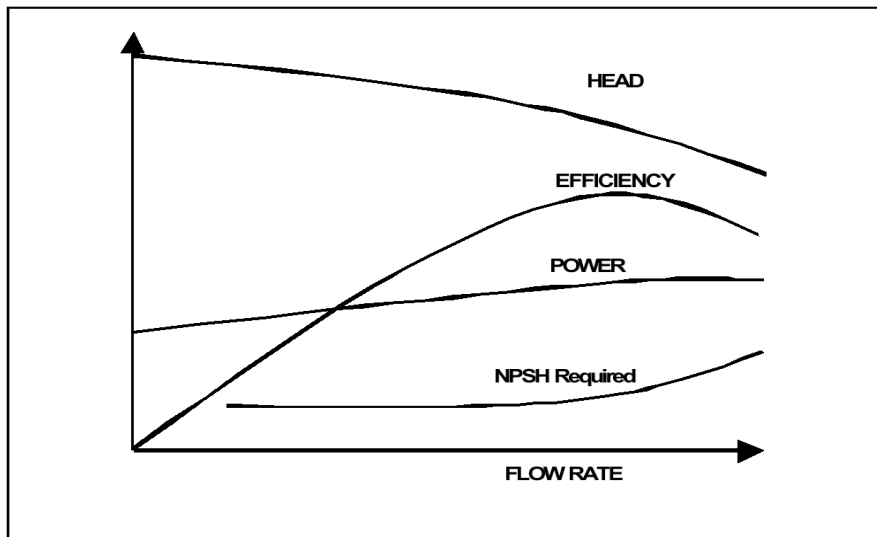 HEAD
EFFICIENCY
POWER
NPSH Required
FLOW RATE